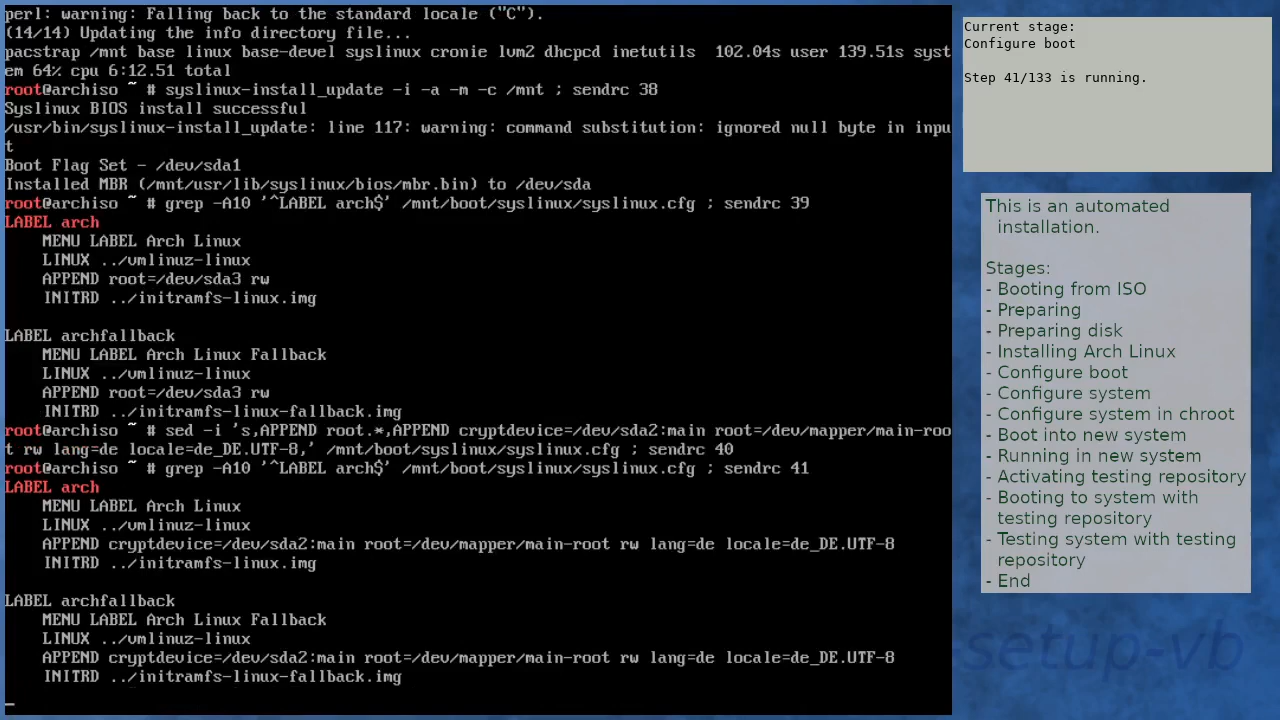 perl: warning: Falling back to the standard locale ("C").
(14/14) Updating the info directory file...
pacstrap /mnt base linux base-devel syslinux cronie lvm2 dhcpcd inetutils  102.04s user 139.51s syst
em 64% cpu 6:12.51 total
root@archiso ~ # syslinux-install_update -i -a -m -c /mnt ; sendrc 38
Syslinux BIOS install successful
/usr/bin/syslinux-install_update: line 117: warning: command substitution: ignored null byte in inpu
t
Boot Flag Set - /dev/sda1
Installed MBR (/mnt/usr/lib/syslinux/bios/mbr.bin) to /dev/sda
root@archiso ~ # grep -A10 '^LABEL arch$' /mnt/boot/syslinux/syslinux.cfg ; sendrc 39
LABEL arch
    MENU LABEL Arch Linux
    LINUX ../vmlinuz-linux
    APPEND root=/dev/sda3 rw
    INITRD ../initramfs-linux.img

LABEL archfallback
    MENU LABEL Arch Linux Fallback
    LINUX ../vmlinuz-linux
    APPEND root=/dev/sda3 rw
    INITRD ../initramfs-linux-fallback.img
root@archiso ~ # sed -i 's,APPEND root.*,APPEND cryptdevice=/dev/sda2:main root=/dev/mapper/main-roo
t rw lang=de locale=de_DE.UTF-8,' /mnt/boot/syslinux/syslinux.cfg ; sendrc 40
root@archiso ~ # grep -A10 '^LABEL arch$' /mnt/boot/syslinux/syslinux.cfg ; sendrc 41
LABEL arch
    MENU LABEL Arch Linux
    LINUX ../vmlinuz-linux
    APPEND cryptdevice=/dev/sda2:main root=/dev/mapper/main-root rw lang=de locale=de_DE.UTF-8
    INITRD ../initramfs-linux.img

LABEL archfallback
    MENU LABEL Arch Linux Fallback
    LINUX ../vmlinuz-linux
    APPEND cryptdevice=/dev/sda2:main root=/dev/mapper/main-root rw lang=de locale=de_DE.UTF-8
    INITRD ../initramfs-linux-fallback.img
Current stage:
Configure boot

Step 41/133 is running.
This is an automated
installation.

Stages:
- Booting from ISO
- Preparing
- Preparing disk
- Installing Arch Linux
- Configure boot
- Configure system
- Configure system in chroot
- Boot into new system
- Running in new system
- Activating testing repository
- Booting to system with
testing repository
- Testing system with testing
repository
- End
setup-vb